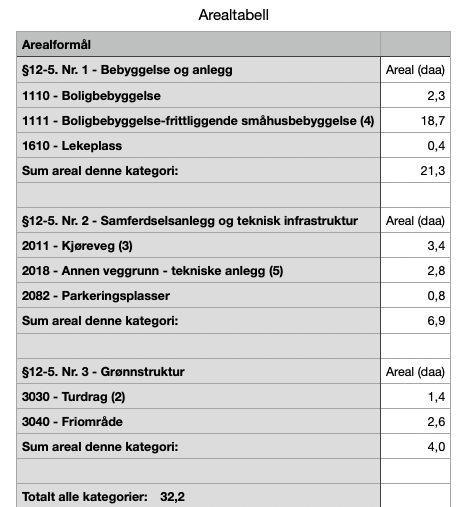 Arealtabell
Arealformål
§12-5. Nr. 1 - Bebyggelse og anlegg Areal (daa)
1110 - Boligbebyggelse 2,3
1111 - Boligbebyggelse-frittliggende småhusbebyggelse (4) 18,7
1610 - Lekeplass 0,4
Sum areal denne kategori: 21,3
§12-5. Nr. 2 - Samferdselsanlegg og teknisk infrastruktur Areal (daa)
2011 - Kjøreveg (3) 3,4
2018 - Annen veggrunn - tekniske anlegg (5) 2,8
2082 - Parkeringsplasser 0,8
Sum areal denne kategori: 6,9
§12-5. Nr. 3 - Grønnstruktur Areal (daa)
3030 - Turdrag (2) 1,4
3040 - Friområde 2,6
Sum areal denne kategori: 4,0
Totalt alle kategorier: 32,2